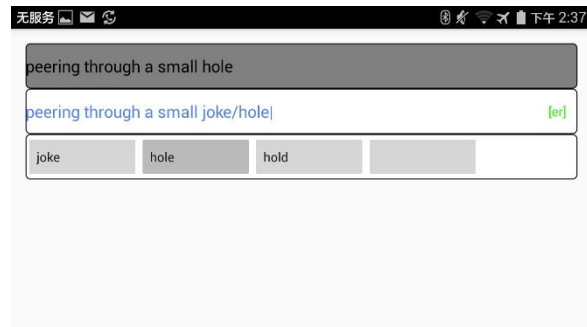 无服务 下午 2:37
peering through a small hole
peering through a small joke/hole [er]
joke hole hold